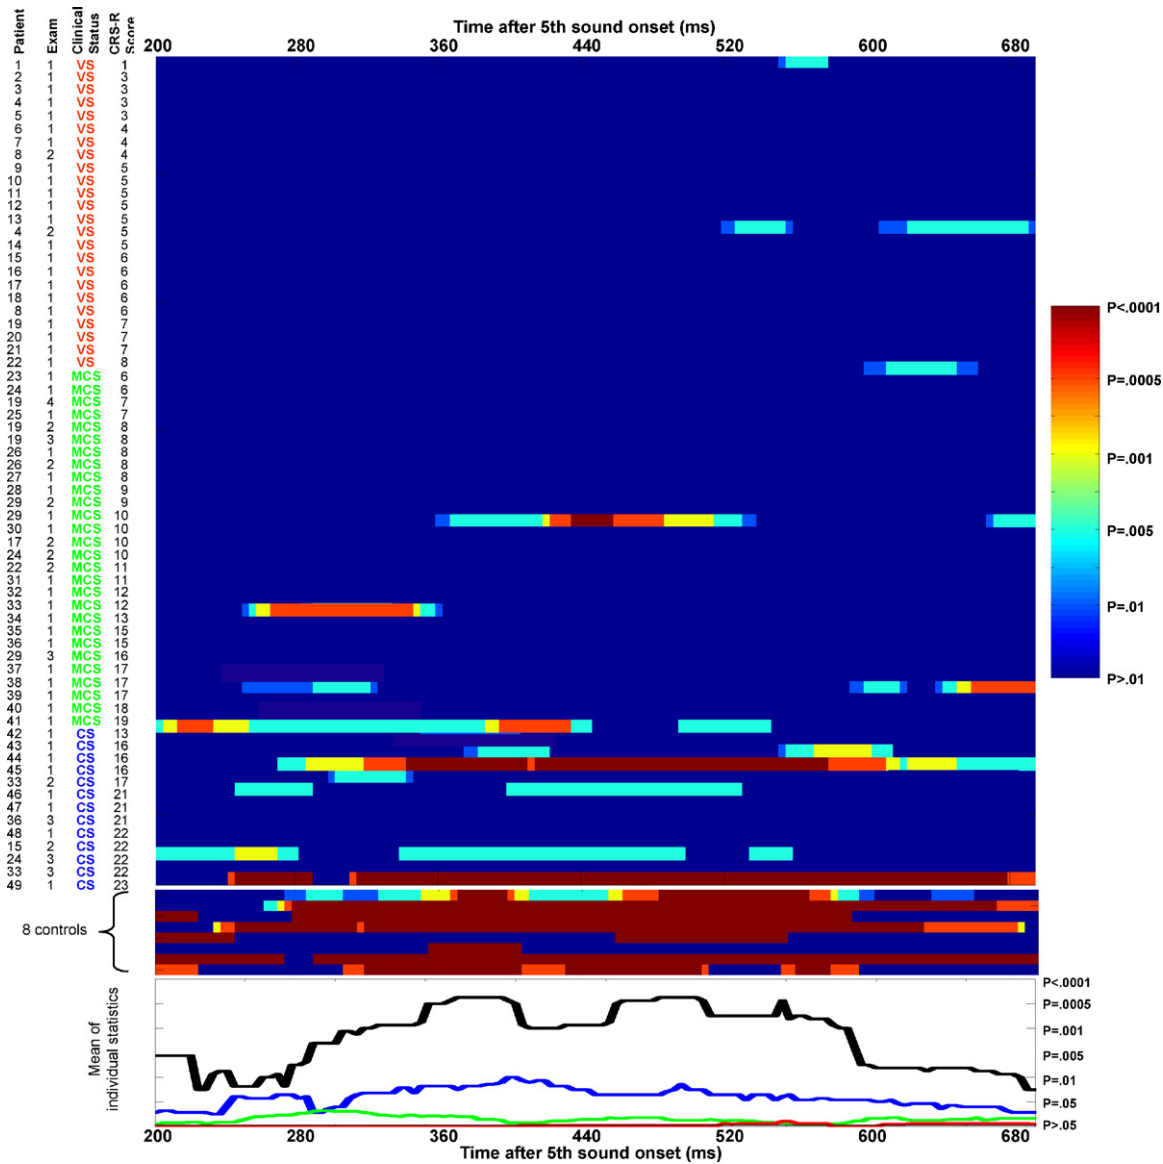 Patient Exam Clinical Status CRS-R Score
Time after 5th sound onset (ms)
200 280 360 440 520 600 680
1 1 VS 1
2 1 VS 3
3 1 VS 3
4 1 VS 3
5 1 VS 3
6 1 VS 4
7 1 VS 4
8 2 VS 4
9 1 VS 5
10 1 VS 5
11 1 VS 5
12 1 VS 5
13 1 VS 5
4 2 VS 5
14 1 VS 5
15 1 VS 6
16 1 VS 6
17 1 VS 6
18 1 VS 6
8 1 VS 6
19 1 VS 7
20 1 VS 7
21 1 VS 7
22 1 VS 8
23 1 MCS 6
24 1 MCS 6
19 4 MCS 7
25 1 MCS 7
19 2 MCS 8
19 3 MCS 8
26 1 MCS 8
26 2 MCS 8
27 1 MCS 8
28 1 MCS 9
29 2 MCS 9
29 1 MCS 10
30 1 MCS 10
17 2 MCS 10
24 2 MCS 10
22 2 MCS 11
31 1 MCS 11
32 1 MCS 12
33 1 MCS 12
34 1 MCS 13
35 1 MCS 15
36 1 MCS 15
29 3 MCS 16
37 1 MCS 17
38 1 MCS 17
39 1 MCS 17
40 1 MCS 18
41 1 MCS 19
42 1 CS 13
43 1 CS 16
44 1 CS 16
45 1 CS 16
33 2 CS 17
46 1 CS 21
47 1 CS 21
36 3 CS 21
48 1 CS 22
15 2 CS 22
24 3 CS 22
33 3 CS 22
49 1 CS 23
P<.0001
P=.0005
P=.001
P=.005
P=.01
P>.01
8 controls
Mean of
individual statistics
P<.0001
P=.0005
P=.001
P=.005
P=.01
P=.05
P>.05
200 280 360 440 520 600 680
Time after 5th sound onset (ms)